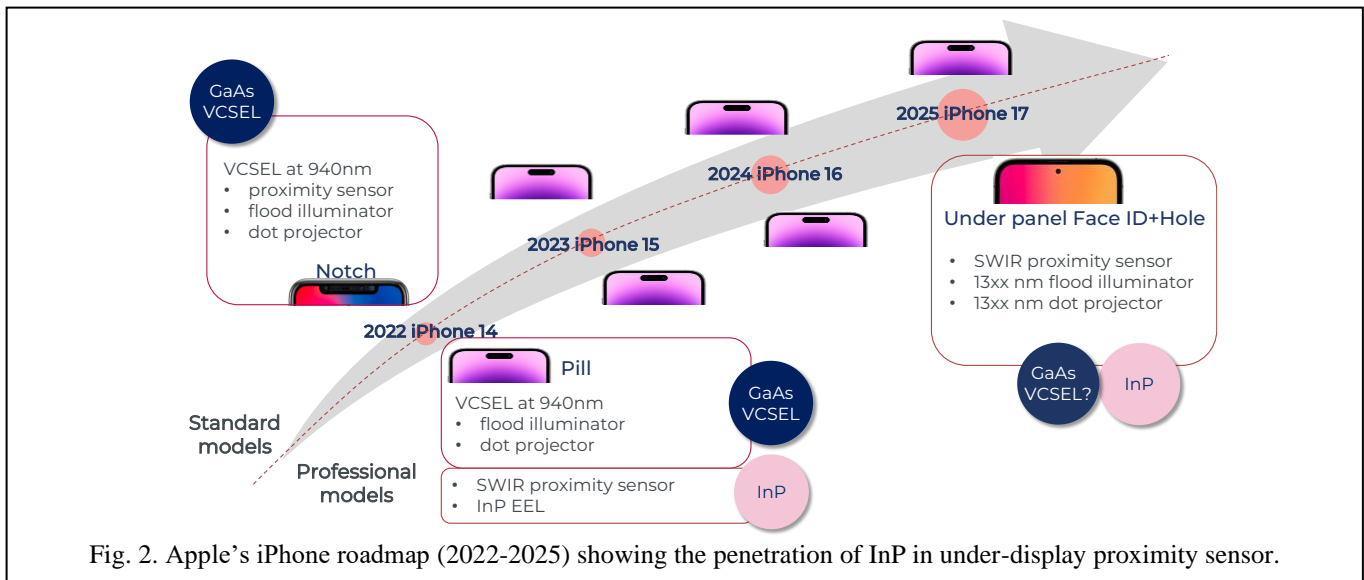 GaAs
VCSEL
VCSEL at 940nm
• proximity sensor
• flood illuminator
• dot projector
Notch
2022 iPhone 14
2023 iPhone 15
2024 iPhone 16
2025 iPhone 17
Under panel Face ID+Hole
• SWIR proximity sensor
• 13xx nm flood illuminator
• 13xx nm dot projector
GaAs
VCSEL?
InP
Pill
VCSEL at 940nm
• flood illuminator
• dot projector
GaAs
VCSEL
Standard
models
Professional
models
• SWIR proximity sensor
• InP EEL
InP
Fig. 2. Apple's iPhone roadmap (2022-2025) showing the penetration of InP in under-display proximity sensor.